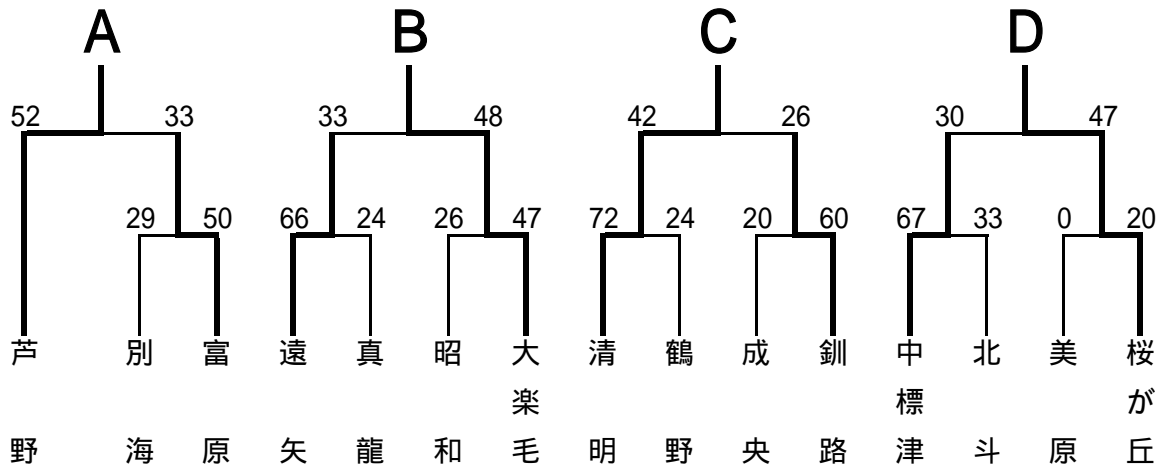 A B C D
52 33 33 48 42 26 30 47
29 50 66 24 26 47 72 24 20 60 67 33 0 20
芦野
別海
富原
遠矢
真龍
昭和
大楽毛
清明
鶴野
成央
釧路
中標津
北斗
美原
桜が丘